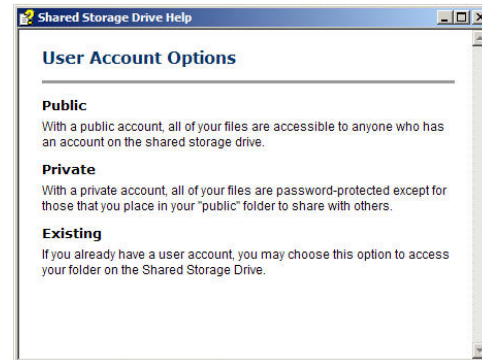 Shared Storage Drive Help
User Account Options
Public
With a public account, all of your files are accessible to anyone who has
an account on the shared storage drive.
Private
With a private account, all of your files are password-protected except for
those that you place in your "public" folder to share with others.
Existing
If you already have a user account, you may choose this option to access
your folder on the Shared Storage Drive.